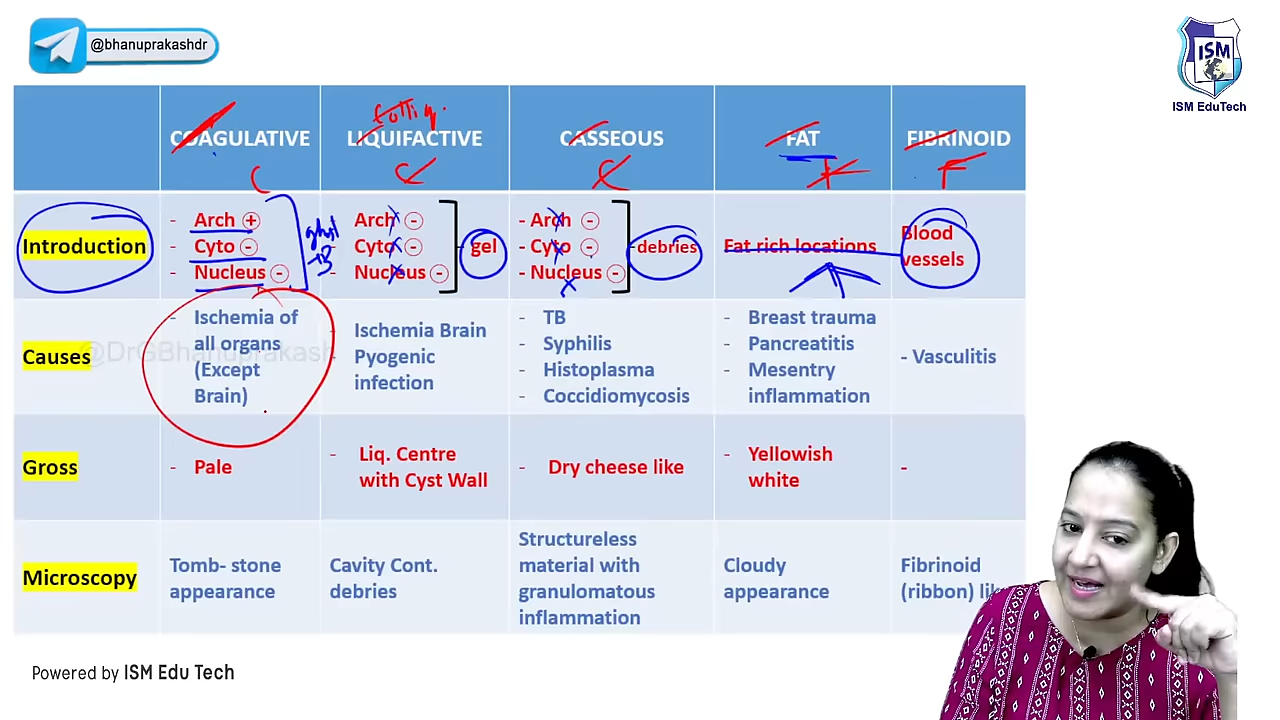 @bhanuprakashdr
ISM
ISM EduTech
COAGULATIVE
LIQUIFACTIVE
CASSEOUS
FAT
FIBRINOID
Introduction
- Arch +
- Cyto -
- Nucleus -
ghost
Arch -
Cyto -
Nucleus -
gel
- Arch -
- Cyto -
- Nucleus -
debries
Fat rich locations
Blood
vessels
Causes
- Ischemia of
all organs
(Except
Brain)
Ischemia Brain
Pyogenic
infection
- TB
- Syphilis
- Histoplasma
- Coccidiomycosis
- Breast trauma
- Pancreatitis
- Mesentry
inflammation
- Vasculitis
@DrGBhanuprakash
Gross
- Pale
- Liq. Centre
with Cyst Wall
- Dry cheese like
- Yellowish
white
-
Microscopy
Tomb- stone
appearance
Cavity Cont.
debries
Structureless
material with
granulomatous
inflammation
Cloudy
appearance
Fibrinoid
(ribbon)
Powered by ISM Edu Tech